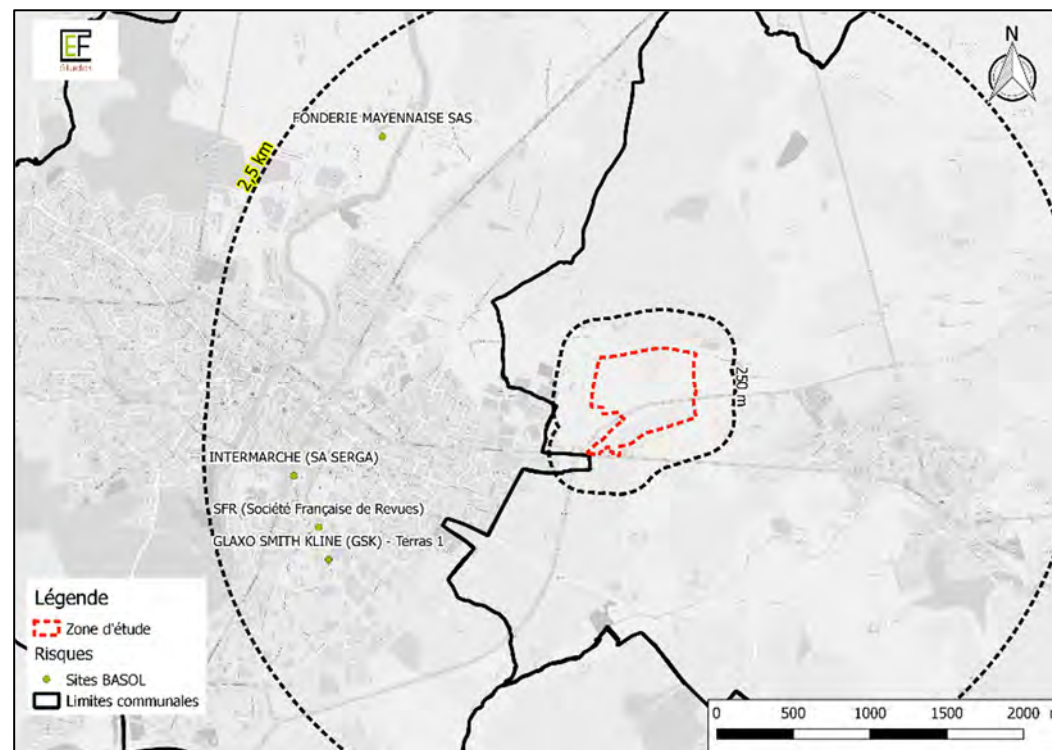 EF
Études
N
FONDERIE MAYENNAISE SAS
2,5 km
250 m
INTERMARCHE (SA SERGA)
SFR (Société Française de Revues)
GLAXO SMITH KLINE (GSK) - Terras 1
Légende
Zone d'étude
Risques
Sites BASOL
Limites communales
0 500 1000 1500 2000 m